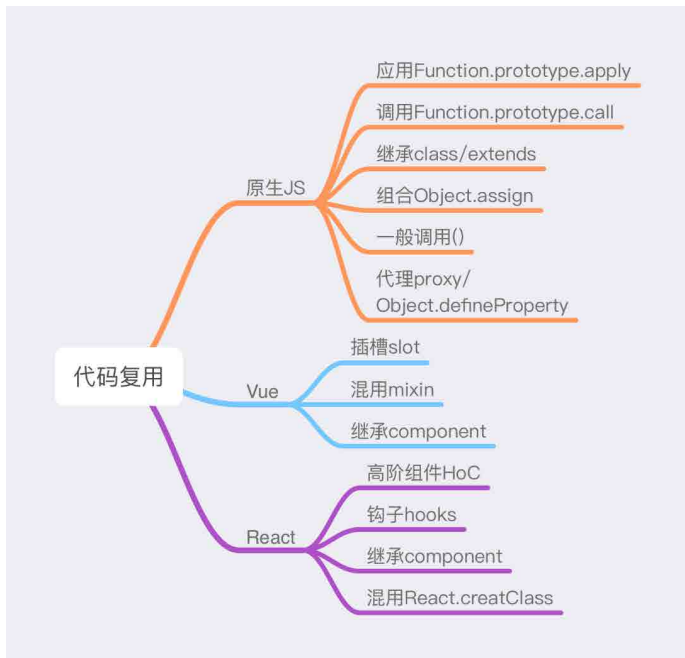 应用Function.prototype.apply
调用Function.prototype.call
继承class/extends
原生JS
组合Object.assign
一般调用()
代理proxy/
Object.defineProperty
代码复用
插槽slot
Vue
混用mixin
继承component
高阶组件HoC
钩子hooks
React
继承component
混用React.creatClass